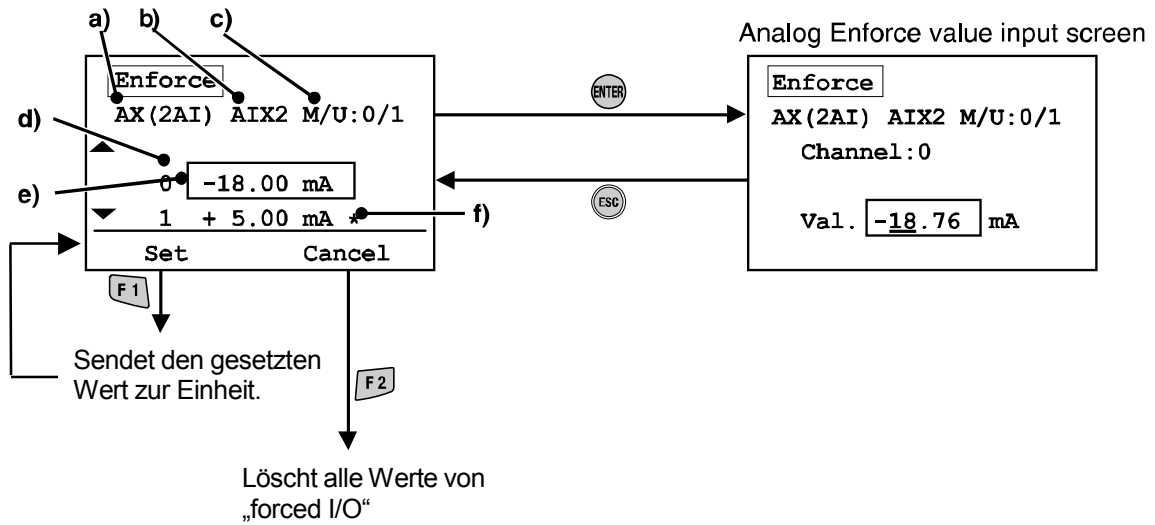 a) b) c)
Enforce
AX(2AI) AIX2 M/U:0/1
d)
e)
0 -18.00 mA
1 + 5.00 mA *
f)
Set Cancel
F 1
Sendet den gesetzten
Wert zur Einheit.
F 2
Löscht alle Werte von
„forced I/O“
ENTER
ESC
Analog Enforce value input screen
Enforce
AX(2AI) AIX2 M/U:0/1
Channel:0
Val. -18.76 mA